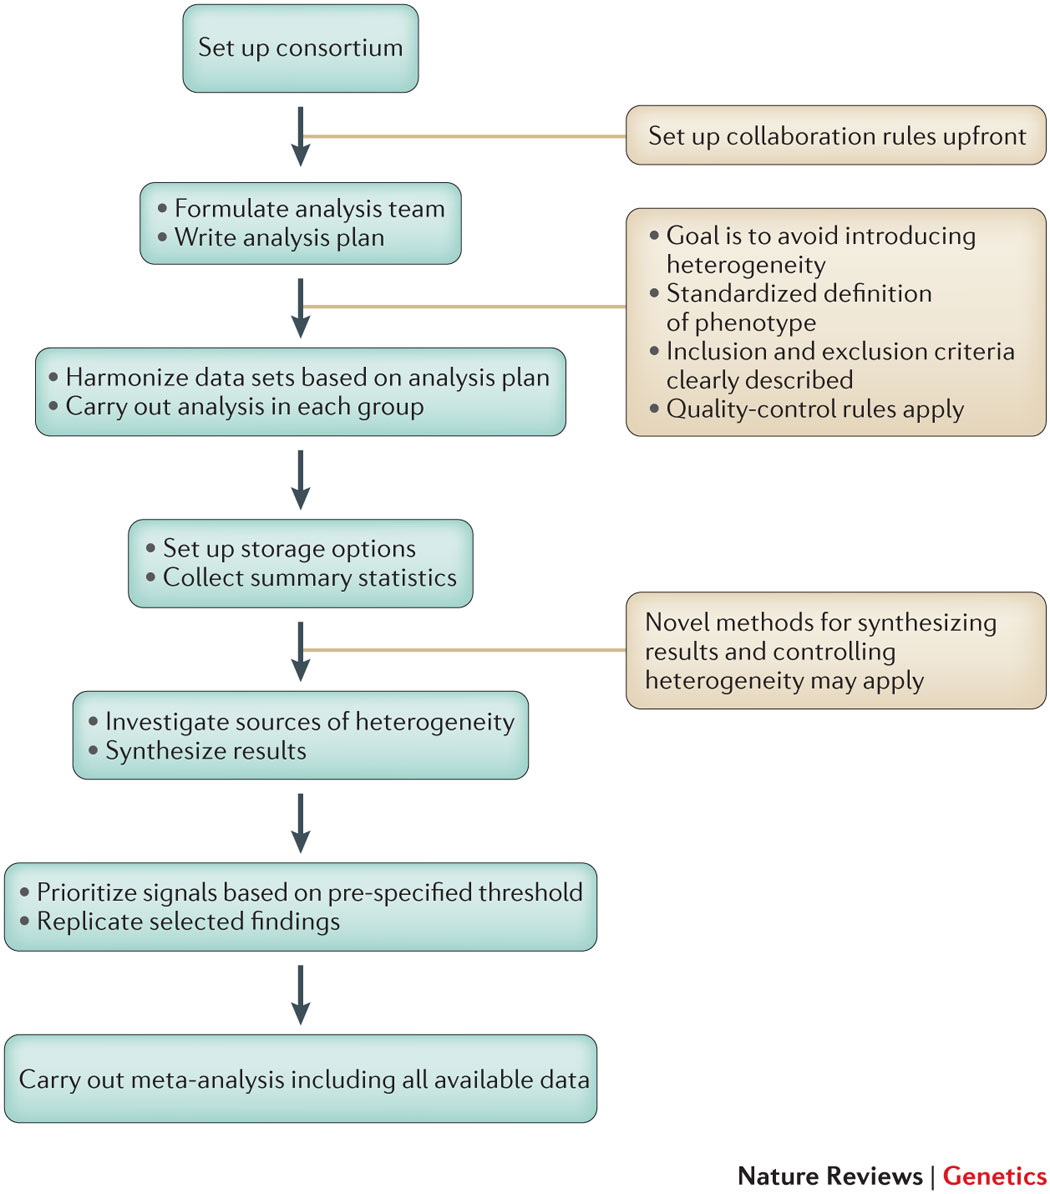 Set up consortium
Set up collaboration rules upfront
• Formulate analysis team
• Write analysis plan
• Goal is to avoid introducing
heterogeneity
• Standardized definition
of phenotype
• Inclusion and exclusion criteria
clearly described
• Quality-control rules apply
• Harmonize data sets based on analysis plan
• Carry out analysis in each group
• Set up storage options
• Collect summary statistics
Novel methods for synthesizing
results and controlling
heterogeneity may apply
• Investigate sources of heterogeneity
• Synthesize results
• Prioritize signals based on pre-specified threshold
• Replicate selected findings
Carry out meta-analysis including all available data
Nature Reviews | Genetics